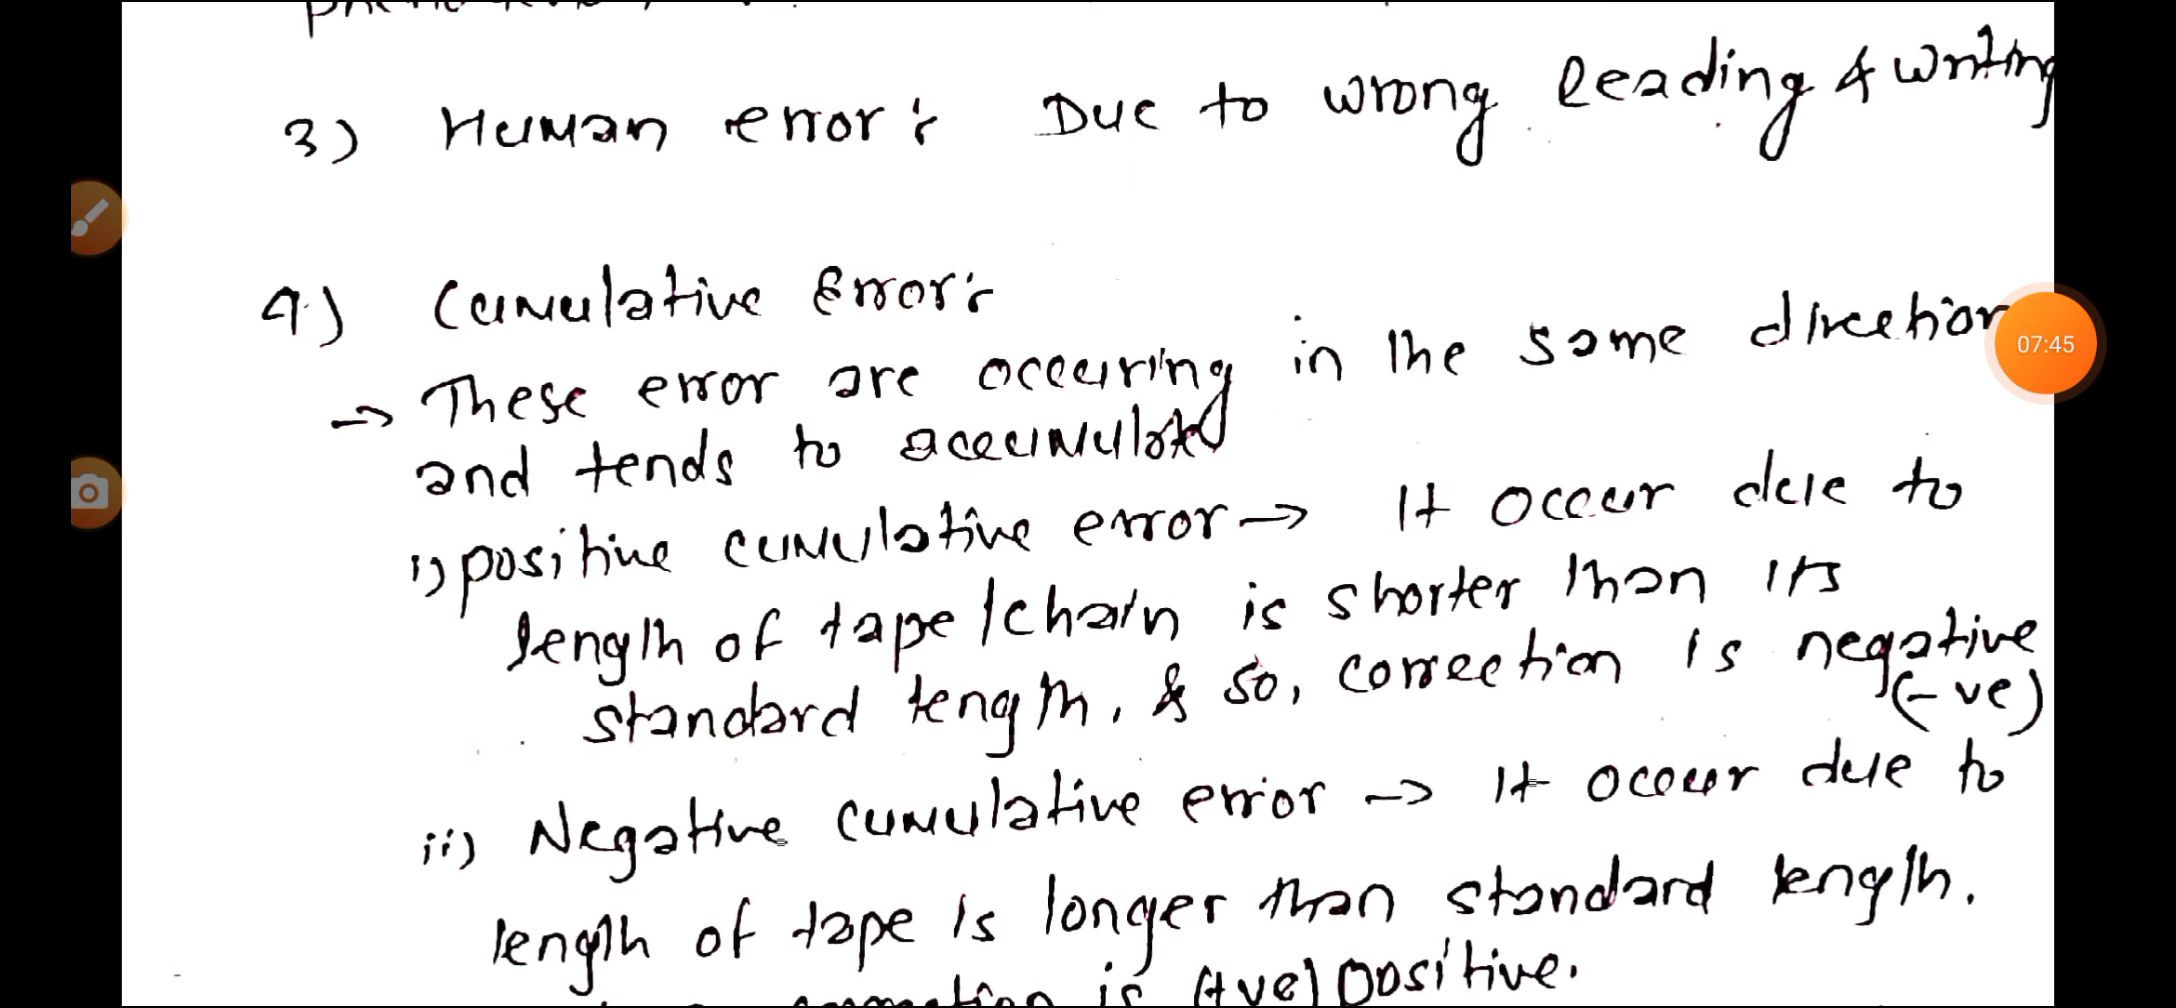 3) Human error: Due to wrong reading & writing
4) Cumulative Error:
→ These error are occuring in the same direction
and tends to accumulated
i) positive cumulative error → It occur due to
length of tape/chain is shorter than its
standard length, & so, correction is negative
(-ve)
ii) Negative cumulative error → It occur due to
length of tape is longer than standard length.
is (+ve) positive.
07:45